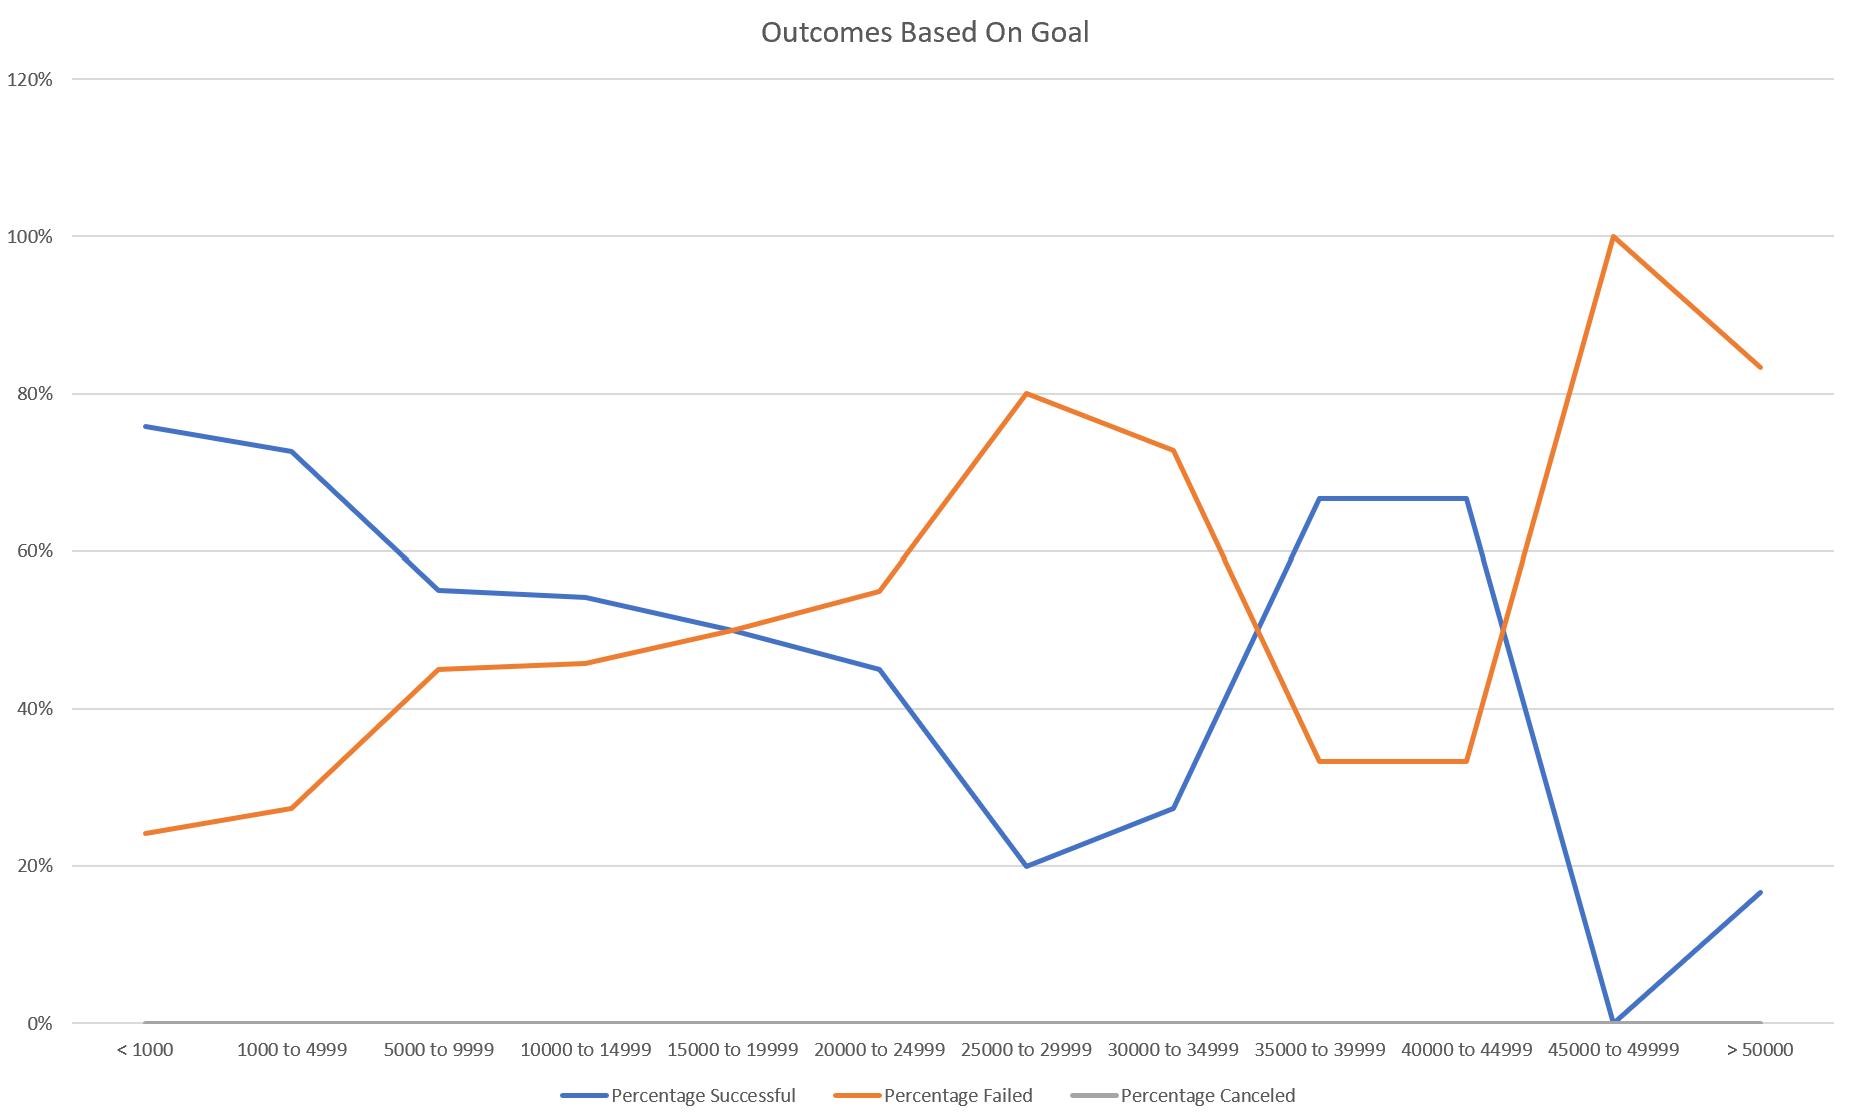 Outcomes Based On Goal
120%
100%
80%
60%
40%
20%
0%
< 1000 1000 to 4999 5000 to 9999 10000 to 14999 15000 to 19999 20000 to 24999 25000 to 29999 30000 to 34999 35000 to 39999 40000 to 44999 45000 to 49999 > 50000
Percentage Successful Percentage Failed Percentage Canceled